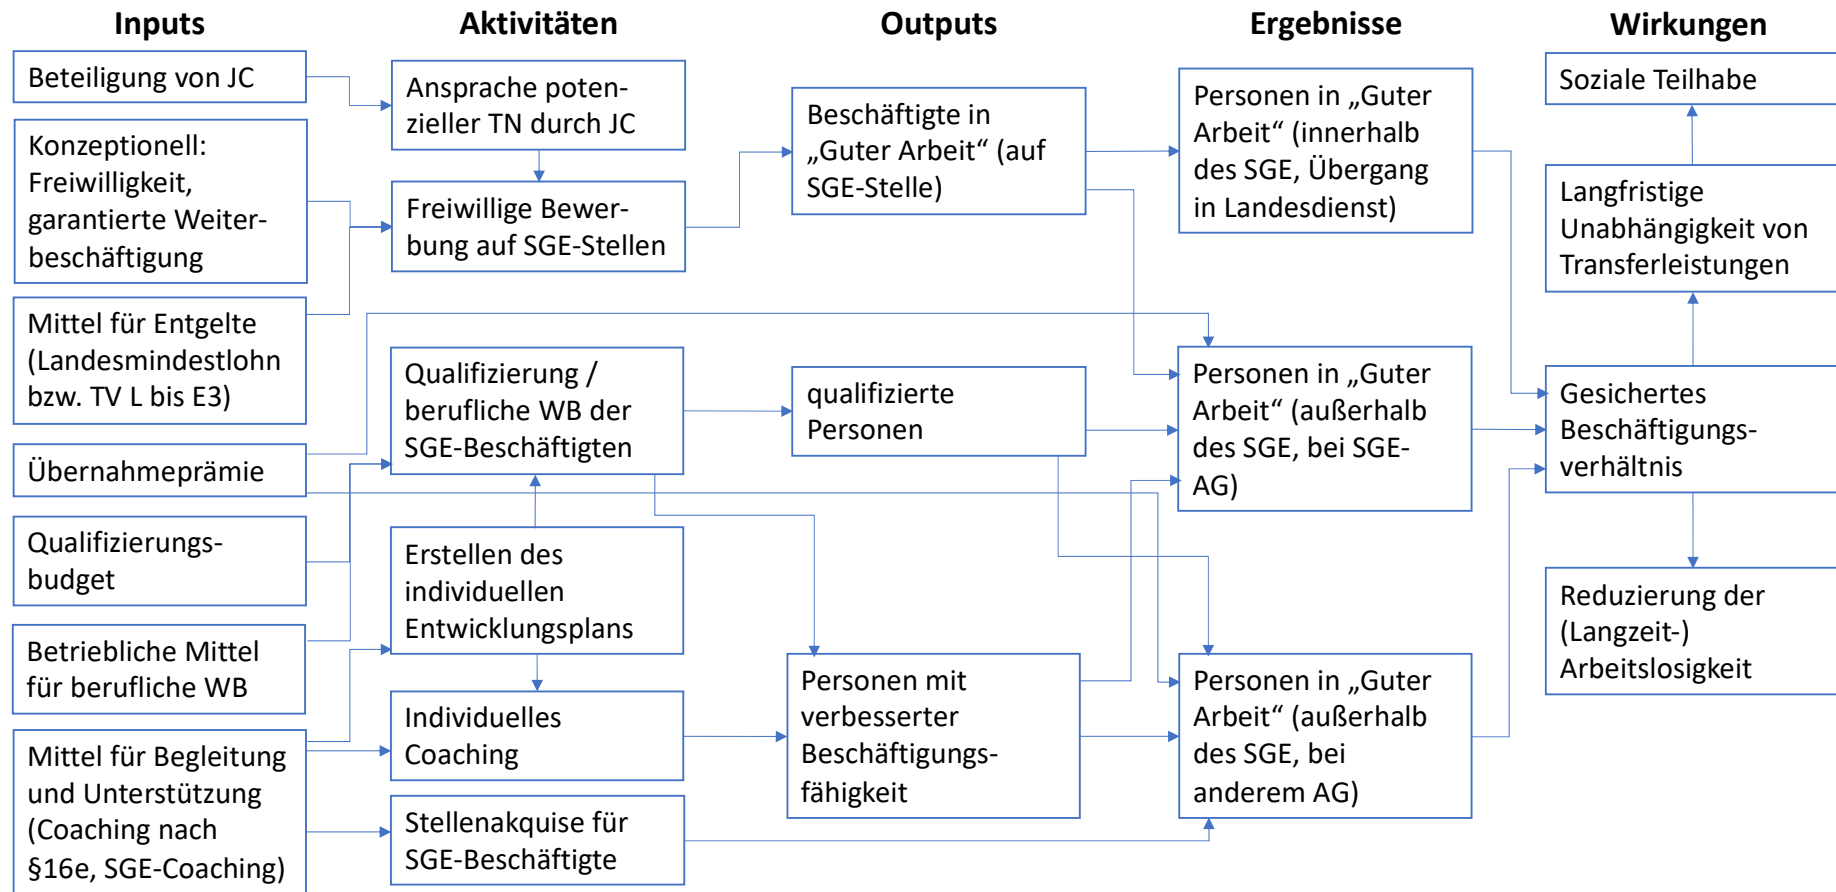 Inputs
Beteiligung von JC
Konzeptionell:
Freiwilligkeit,
garantierte Weiter-
beschäftigung
Mittel für Entgelte
(Landesmindestlohn
bzw. TV L bis E3)
Übernahmeprämie
Qualifizierungs-
budget
Betriebliche Mittel
für berufliche WB
Mittel für Begleitung
und Unterstützung
(Coaching nach
§16e, SGE-Coaching)
Aktivitäten
Ansprache poten-
zieller TN durch JC
Freiwillige Bewer-
bung auf SGE-Stellen
Qualifizierung /
berufliche WB der
SGE-Beschäftigten
Erstellen des
individuellen
Entwicklungsplans
Individuelles
Coaching
Stellenakquise für
SGE-Beschäftigte
Outputs
Beschäftigte in
„Guter Arbeit“ (auf
SGE-Stelle)
qualifizierte
Personen
Personen mit
verbesserter
Beschäftigungs-
fähigkeit
Ergebnisse
Personen in „Guter
Arbeit“ (innerhalb
des SGE, Übergang
in Landesdienst)
Personen in „Guter
Arbeit“ (außerhalb
des SGE, bei SGE-
AG)
Personen in „Guter
Arbeit“ (außerhalb
des SGE, bei
anderem AG)
Wirkungen
Soziale Teilhabe
Langfristige
Unabhängigkeit von
Transferleistungen
Gesichertes
Beschäftigungs-
verhältnis
Reduzierung der
(Langzeit-)
Arbeitslosigkeit